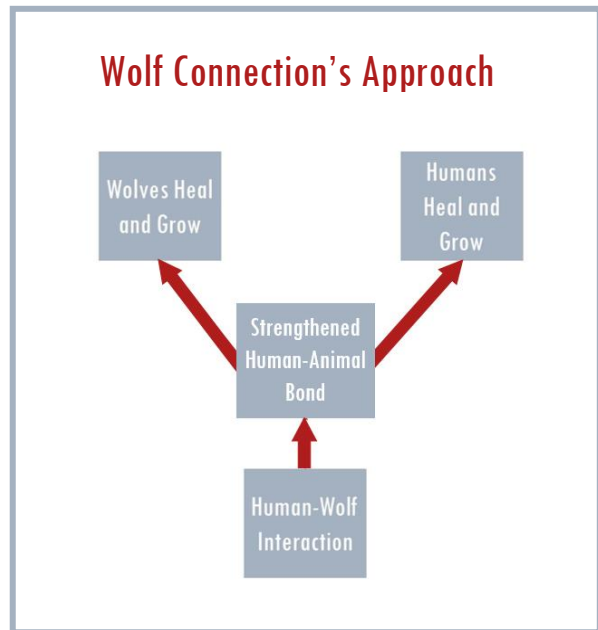 Wolf Connection’s Approach
Wolves Heal
and Grow
Humans
Heal and
Grow
Strengthened
Human-Animal
Bond
Human-Wolf
Interaction